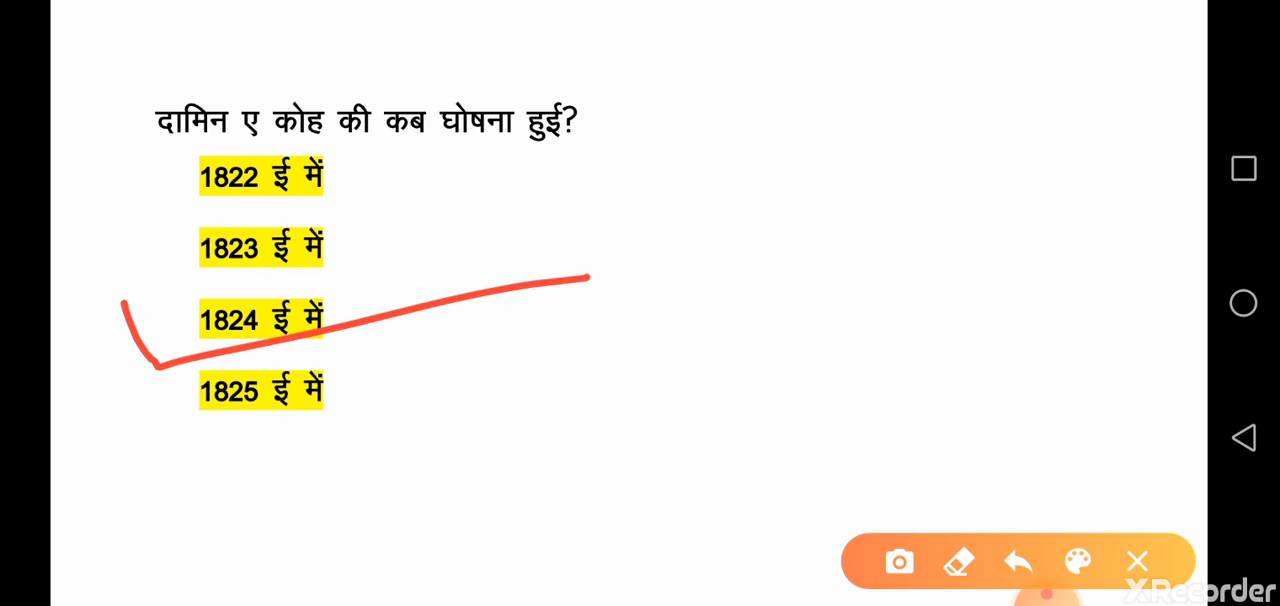 दामिन ए कोह की कब घोषना हुई?
1822 ई में
1823 ई में
1824 ई में
1825 ई में
XRecorder